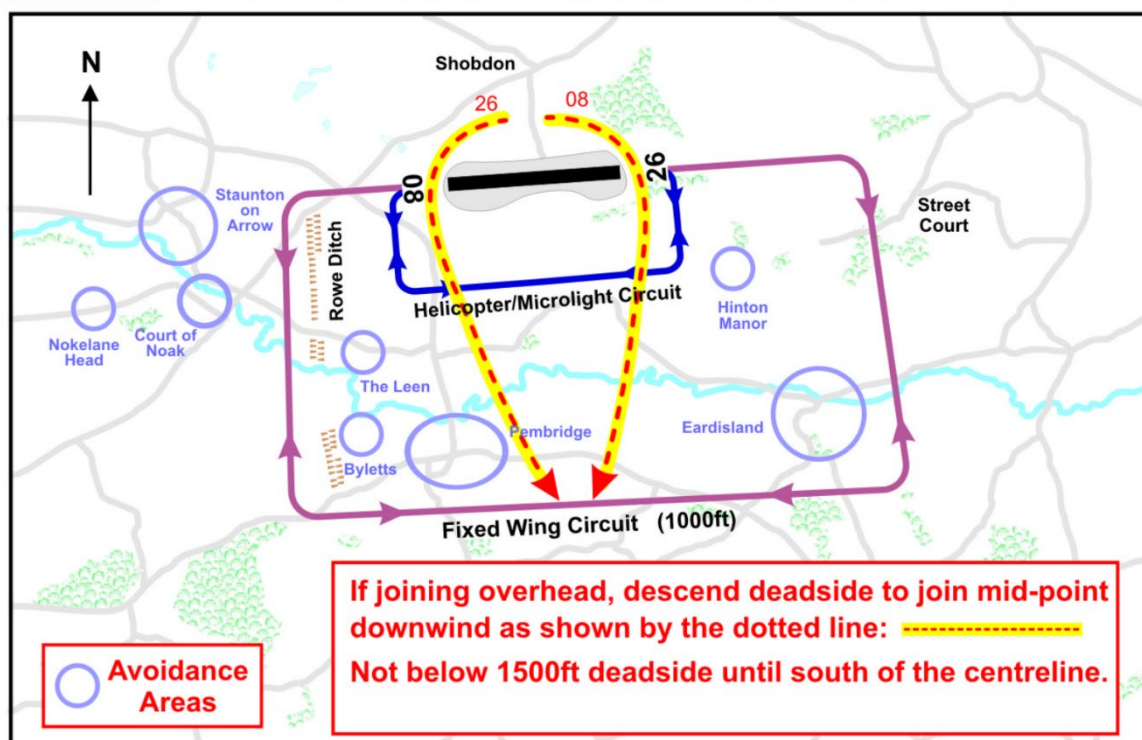 N
Shobdon
26
08
08
26
Staunton
on
Arrow
Rowe Ditch
Street
Court
Helicopter/Microlight Circuit
Hinton
Manor
Nokelane
Head
Court of
Noak
The Leen
Pembridge
Eardisland
Byletts
Fixed Wing Circuit (1000ft)
If joining overhead, descend deadside to join mid-point
downwind as shown by the dotted line:
Not below 1500ft deadside until south of the centreline.
Avoidance
Areas